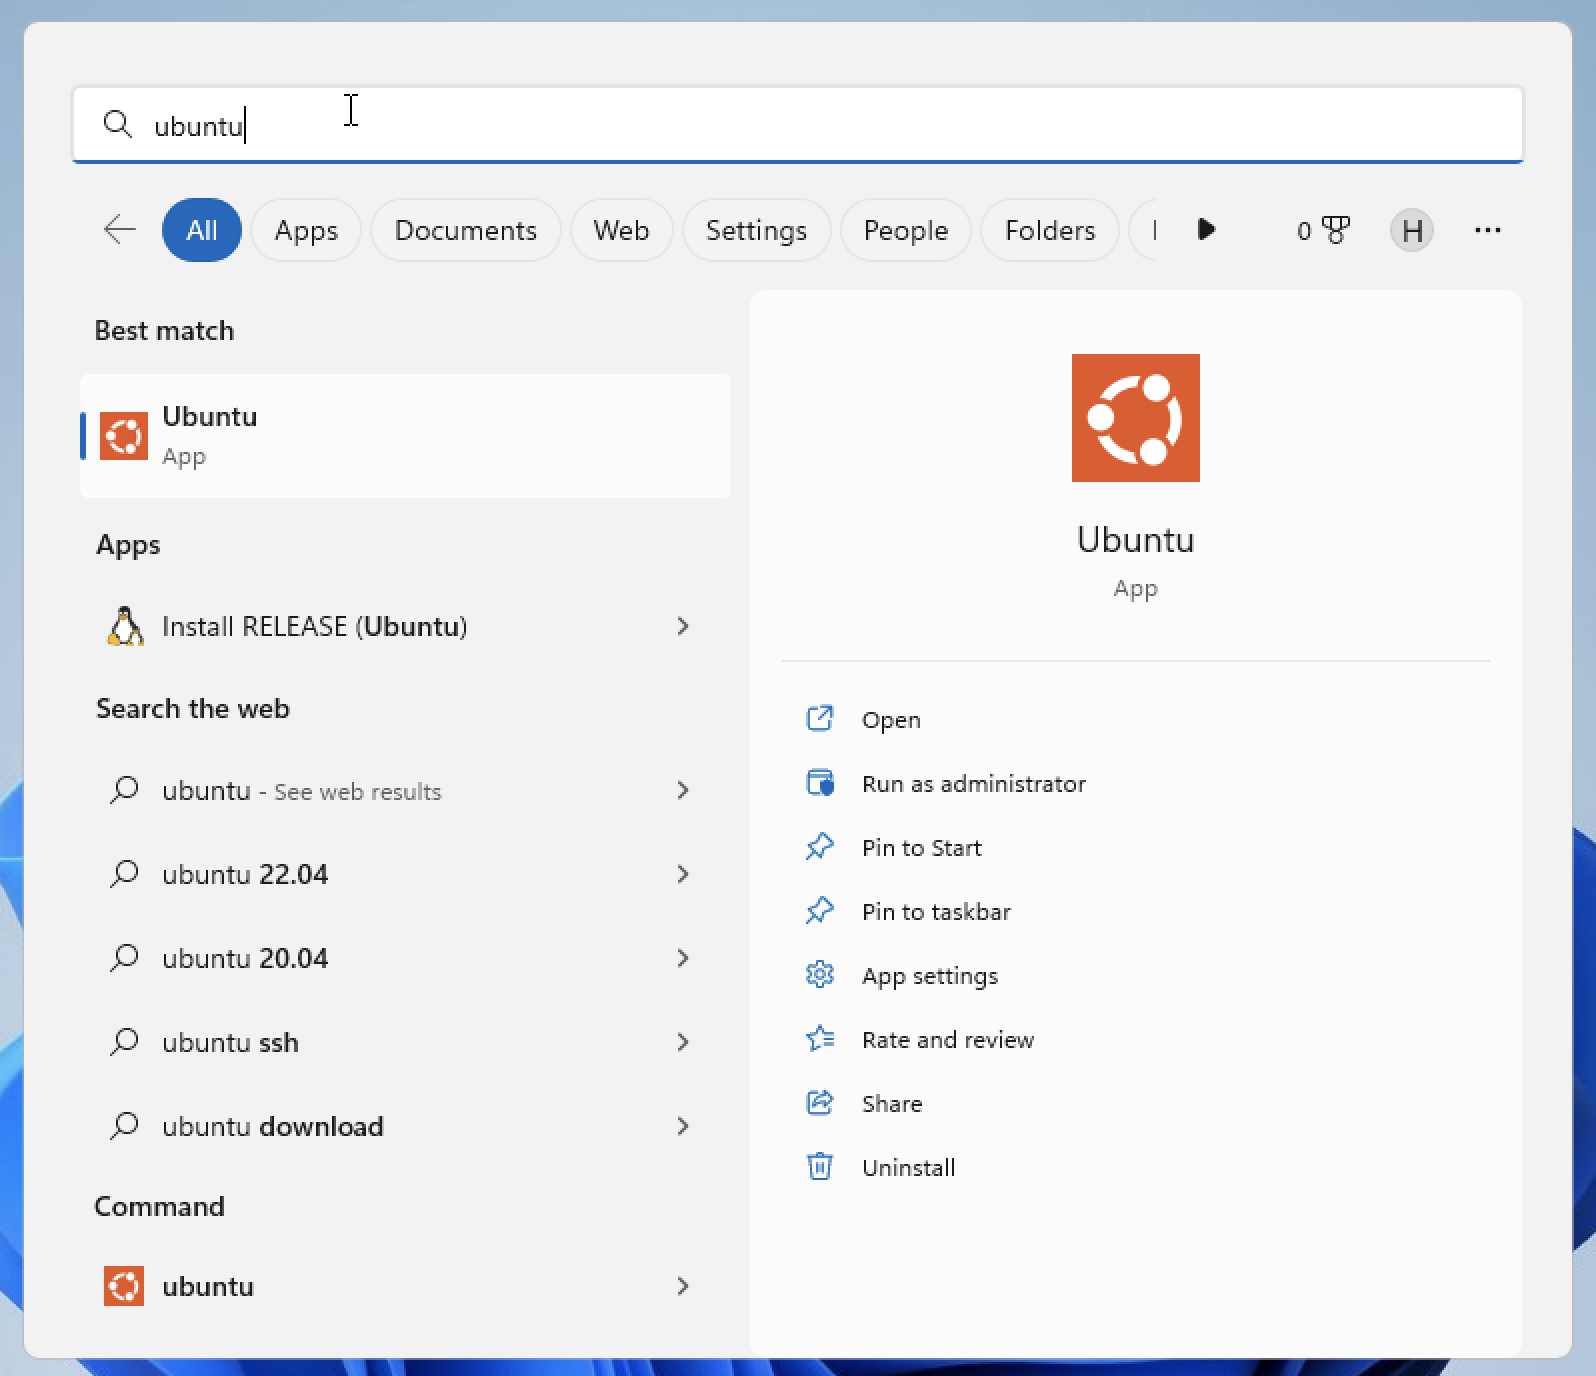 ubuntu
All Apps Documents Web Settings People Folders 0 H ...
Best match
Ubuntu
App
Apps
Install RELEASE (Ubuntu)
Search the web
ubuntu - See web results
ubuntu 22.04
ubuntu 20.04
ubuntu ssh
ubuntu download
Command
ubuntu
Ubuntu
App
Open
Run as administrator
Pin to Start
Pin to taskbar
App settings
Rate and review
Share
Uninstall